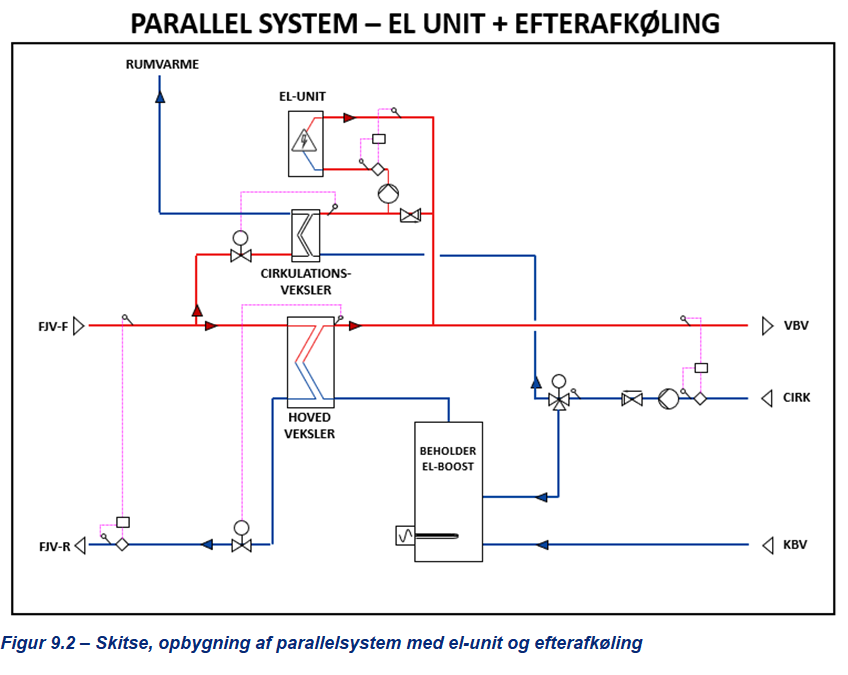 PARALLEL SYSTEM – EL UNIT + EFTERAFKØLING
RUMVARME
EL-UNIT
CIRKULATIONS-
VEKSLER
FJV-F
VBV
CIRK
HOVED
VEKSLER
BEHOLDER
EL-BOOST
FJV-R
KBV
Figur 9.2 – Skitse, opbygning af parallelsystem med el-unit og efterafkøling